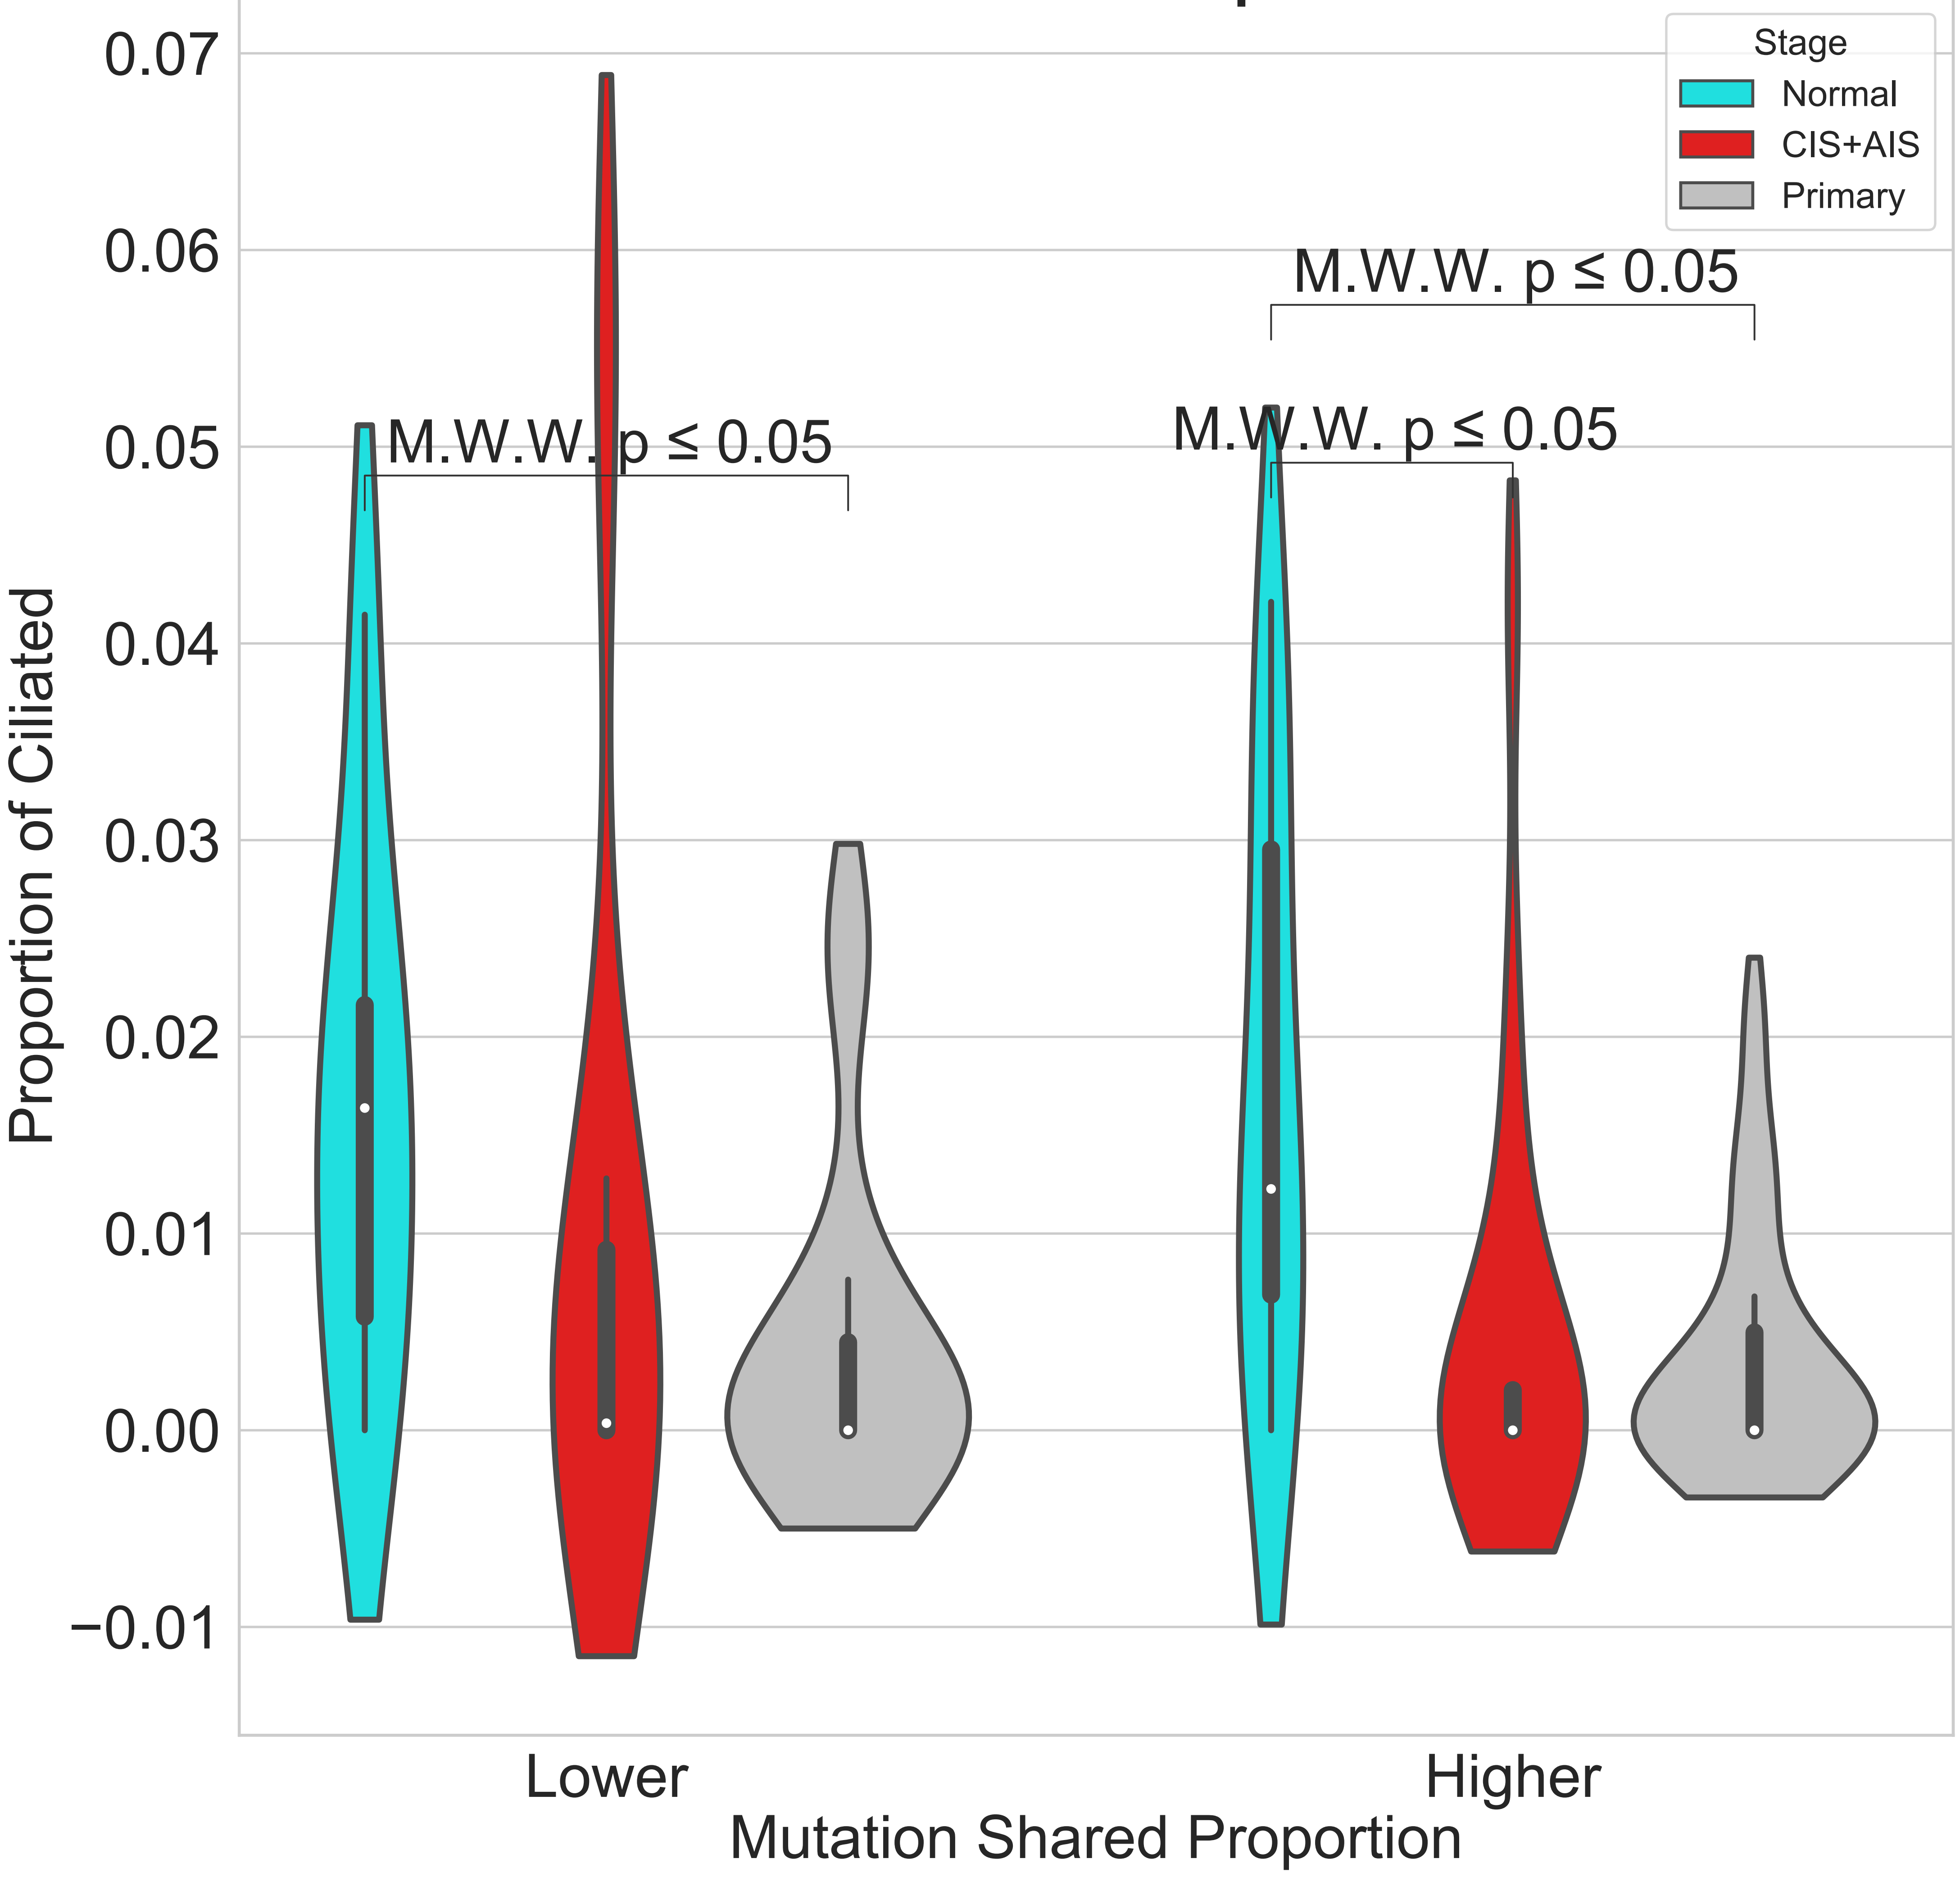 Stage
Normal
CIS+AIS
Primary
0.07
0.06
0.05
0.04
0.03
0.02
0.01
0.00
−0.01
Proportion of Ciliated
M.W.W. p ≤ 0.05
M.W.W. p ≤ 0.05
M.W.W. p ≤ 0.05
Lower
Higher
Mutation Shared Proportion